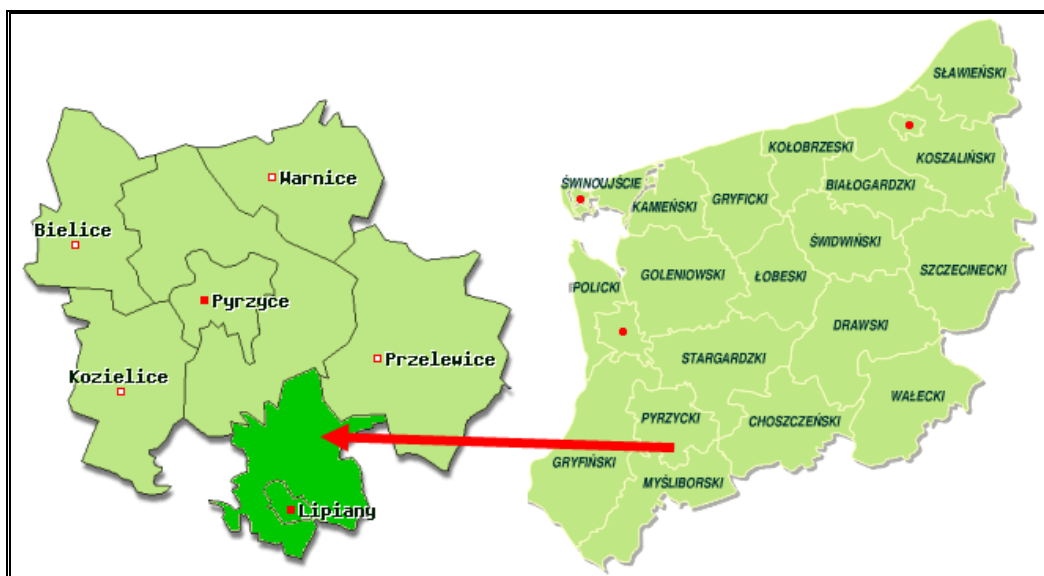 Warnice
Bielice
Pyrzyce
Przelewice
Kozielice
Lipiany
SŁAWIEŃSKI
KOŁOBRZESKI
KOSZALIŃSKI
ŚWINOUJŚCIE
BIAŁOGARDZKI
KAMIEŃSKI
GRYFICKI
ŚWIDWIŃSKI
SZCZECINECKI
GOLENIOWSKI
ŁOBESKI
POLICKI
DRAWSKI
STARGARDZKI
WAŁECKI
PYRZYCKI
CHOSZCZEŃSKI
GRYFIŃSKI
MYŚLIBORSKI